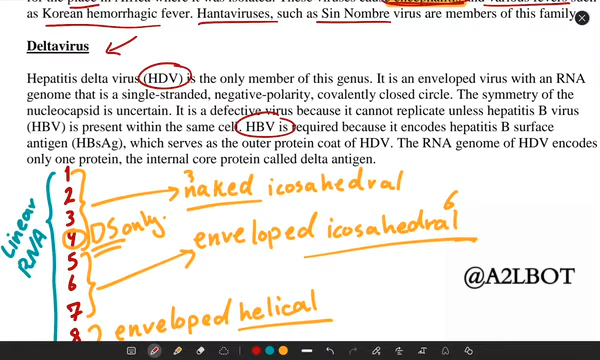 as Korean hemorrhagic fever. Hantaviruses, such as Sin Nombre virus are members of this family
Deltavirus
Hepatitis delta virus (HDV) is the only member of this genus. It is an enveloped virus with an RNA
genome that is a single-stranded, negative-polarity, covalently closed circle. The symmetry of the
nucleocapsid is uncertain. It is a defective virus because it cannot replicate unless hepatitis B virus
(HBV) is present within the same cell. HBV is required because it encodes hepatitis B surface
antigen (HBsAg), which serves as the outer protein coat of HDV. The RNA genome of HDV encodes
only one protein, the internal core protein called delta antigen.
Linear RNA
1
2
3
4 DS only.
5
6
7
8
3 naked icosahedral
enveloped icosahedral 6
enveloped helical
@A2LBOT